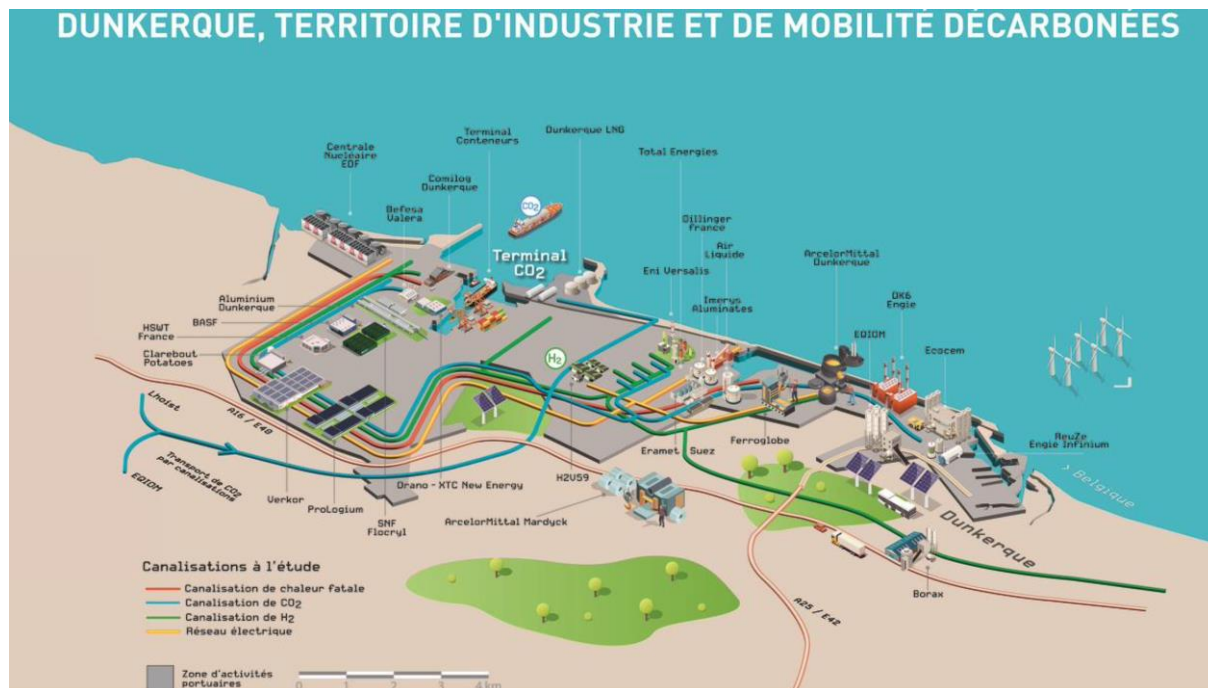 DUNKERQUE, TERRITOIRE D'INDUSTRIE ET DE MOBILITÉ DÉCARBONÉES
Centrale
Nucléaire
EDF
Befesa
Valera
Comilog
Dunkerque
Terminal
Conteneurs
CO2
Terminal
CO2
Dunkerque LNG
Total Energies
Dillinger
france
Air
Liquide
Eni Versalis
Imerys
Aluminates
ArcelorMittal
Dunkerque
DK6
Engie
EQIOM
Ecocem
ReuZe
Engie Infinium
> Belgique
Aluminium
Dunkerque
BASF
HSWT
France
Clarebout
Potatoes
H2
Lhoist
A16 / E40
Transport de CO2
par canalisations
EQIOM
Verkor
ProLogium
SNF
Flocryl
Orano - XTC New Energy
H2V59
ArcelorMittal Mardyck
Eramet
Suez
Ferroglobe
Dunkerque
Borax
A25 / E42
Canalisations à l'étude
Canalisation de chaleur fatale
Canalisation de CO2
Canalisation de H2
Réseau électrique
Zone d'activités
portuaires
0 1 2 3 4 km